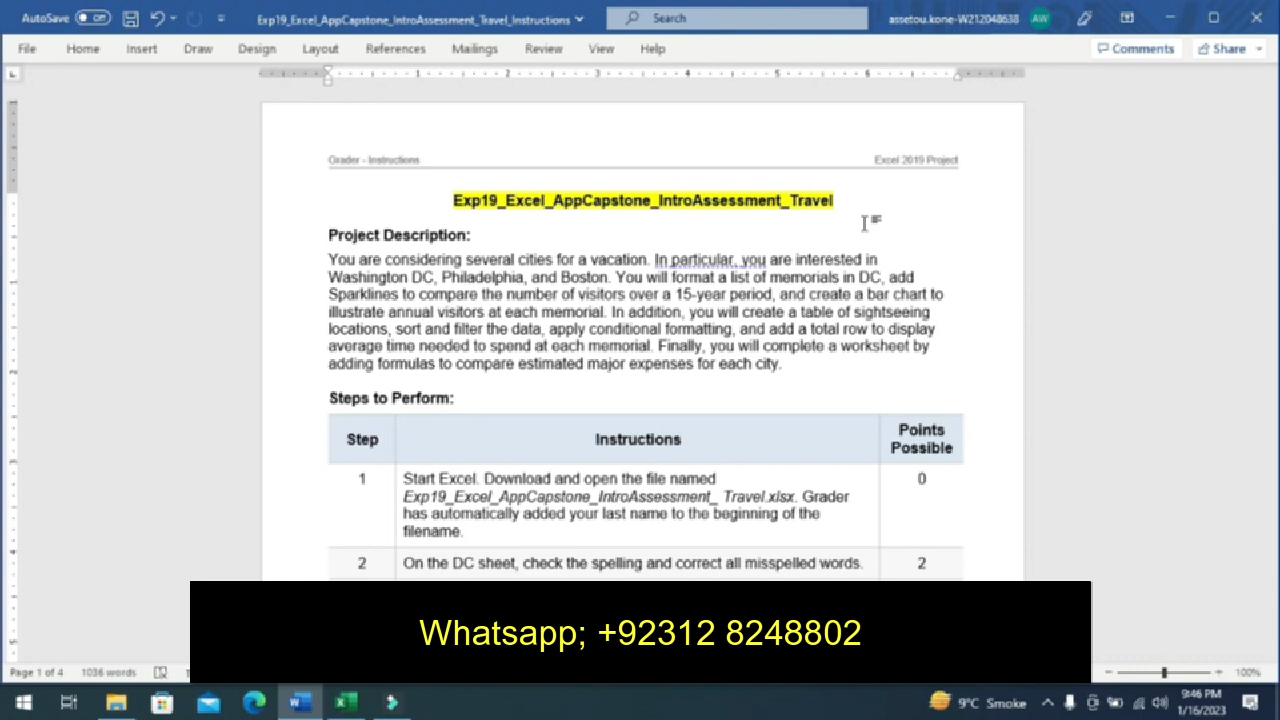 AutoSave Off Exp19_Excel_AppCapstone_IntroAssessment_Travel_Instructions Search assetou.kone-W212048638 AW
File Home Insert Draw Design Layout References Mailings Review View Help Comments Share
1 2 3 4 5 6
Grader - Instructions Excel 2019 Project
Exp19_Excel_AppCapstone_IntroAssessment_Travel
Project Description:
You are considering several cities for a vacation. In particular, you are interested in
Washington DC, Philadelphia, and Boston. You will format a list of memorials in DC, add
Sparklines to compare the number of visitors over a 15-year period, and create a bar chart to
illustrate annual visitors at each memorial. In addition, you will create a table of sightseeing
locations, sort and filter the data, apply conditional formatting, and add a total row to display
average time needed to spend at each memorial. Finally, you will complete a worksheet by
adding formulas to compare estimated major expenses for each city.
Steps to Perform:
Step Instructions Points Possible
1 Start Excel. Download and open the file named 0
Exp19_Excel_AppCapstone_IntroAssessment_ Travel.xlsx. Grader
has automatically added your last name to the beginning of the
filename.
2 On the DC sheet, check the spelling and correct all misspelled words. 2
Whatsapp; +92312 8248802
Page 1 of 4 1036 words 100%
9°C Smoke 9:46 PM
1/16/2023